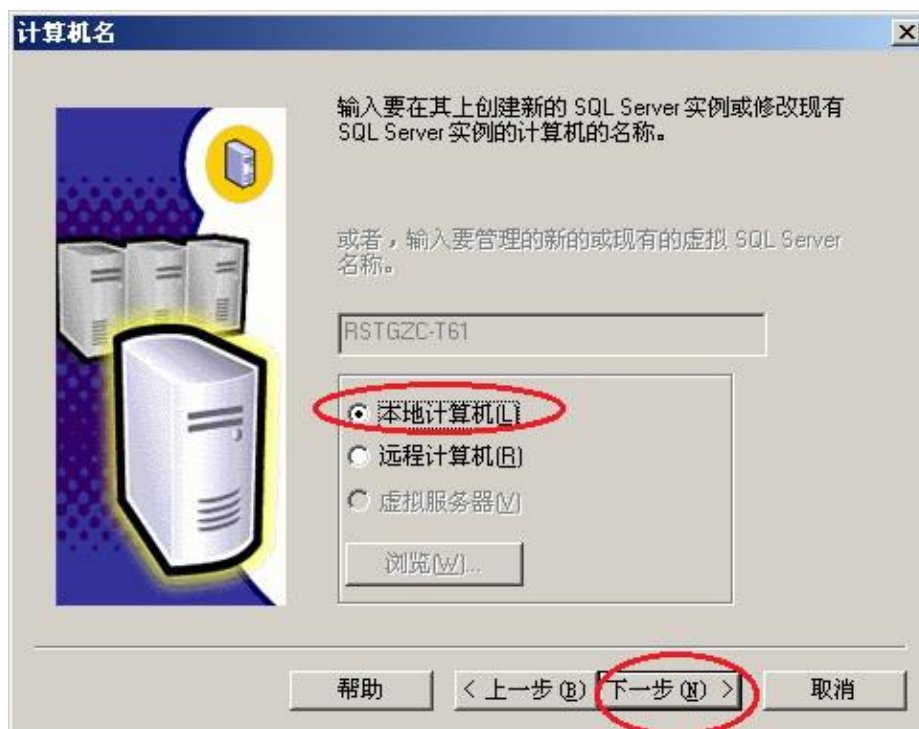 计算机名
输入要在其上创建新的 SQL Server 实例或修改现有
SQL Server 实例的计算机的名称。
或者，输入要管理的新的或现有的虚拟 SQL Server
名称。
RSTGZC-T61
本地计算机(L)
远程计算机(R)
虚拟服务器(V)
浏览(W)...
帮助
< 上一步(B)
下一步(N) >
取消